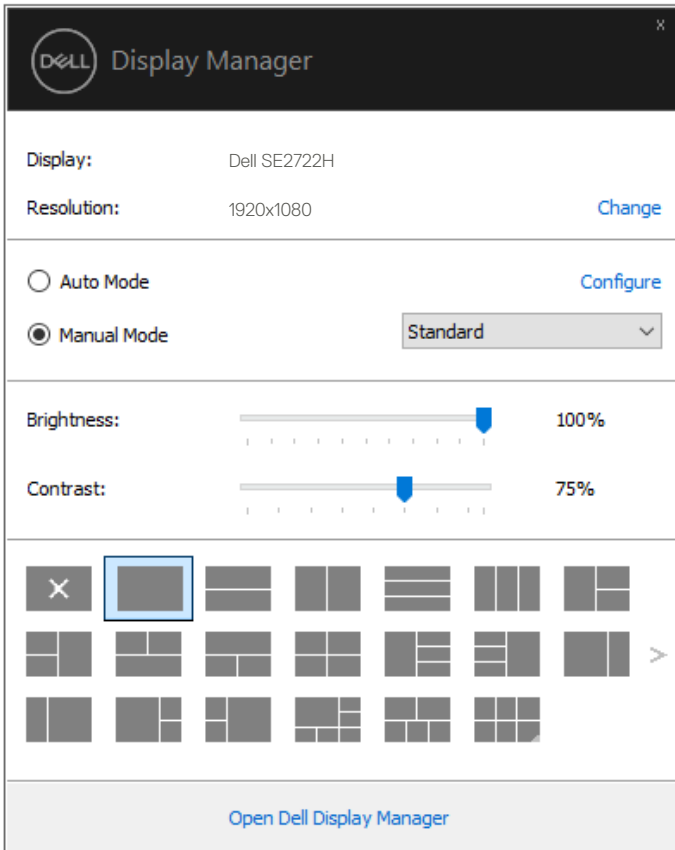 x
DELL Display Manager
Display: Dell SE2722H
Resolution: 1920x1080 Change
Auto Mode Configure
Manual Mode Standard
Brightness: 100%
Contrast: 75%
Open Dell Display Manager